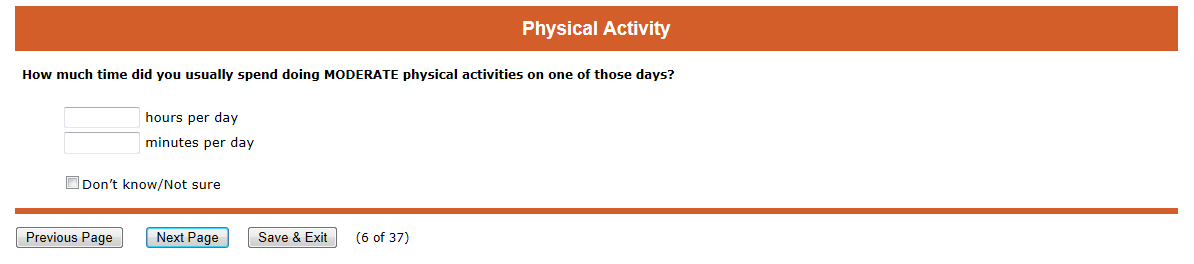 Physical Activity
How much time did you usually spend doing MODERATE physical activities on one of those days?
hours per day
minutes per day
Don’t know/Not sure
Previous Page Next Page Save & Exit (6 of 37)